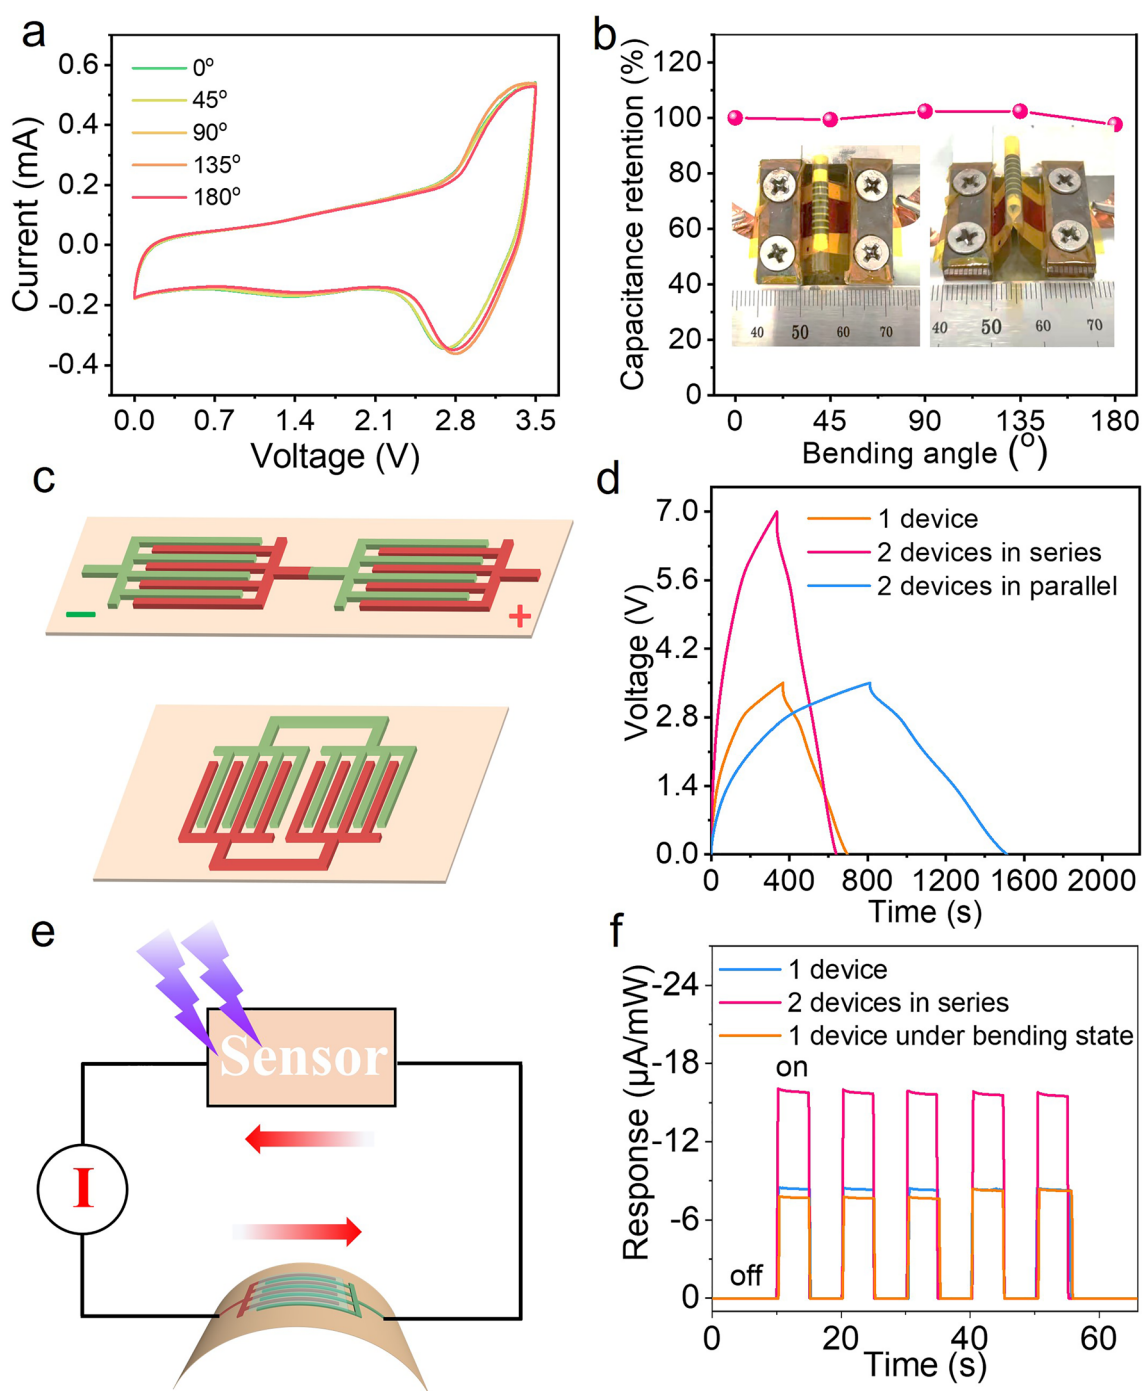 a
0.6
0.4
0.2
0.0
-0.2
-0.4
Current (mA)
0º
45º
90º
135º
180º
0.0 0.7 1.4 2.1 2.8 3.5
Voltage (V)
b
120
100
80
60
40
20
0
Capacitance retention (%)
40 50 60 70
40 50 60 70
0 45 90 135 180
Bending angle (º)
c
−
+
d
7.0
5.6
4.2
2.8
1.4
0.0
Voltage (V)
1 device
2 devices in series
2 devices in parallel
0 400 800 1200 1600 2000
Time (s)
e
Sensor
I
f
-24
-18
-12
-6
0
Response (μA/mW)
1 device
2 devices in series
1 device under bending state
on
off
0 20 40 60
Time (s)